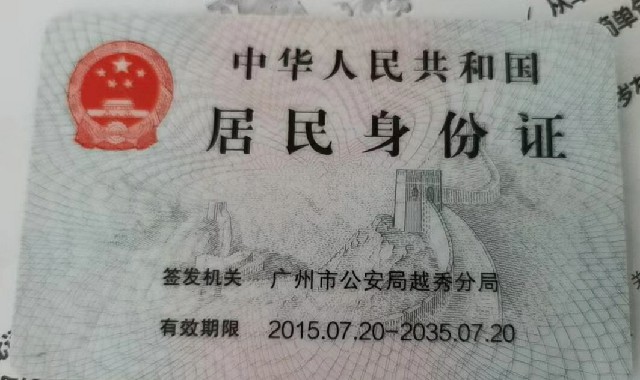 中华人民共和国
居民身份证
签发机关 广州市公安局越秀分局
有效期限 2015.07.20-2035.07.20